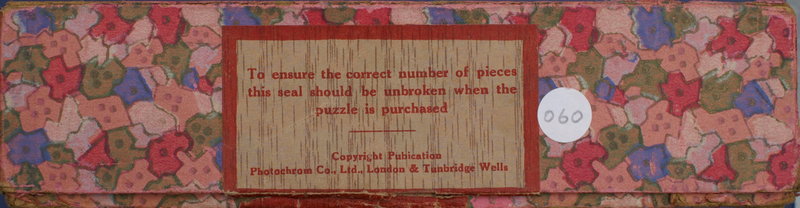 To ensure the correct number of pieces
this seal should be unbroken when the
puzzle is purchased
Copyright Pubication
Photochrom Co., Ltd., London & Tunbridge Wells
060